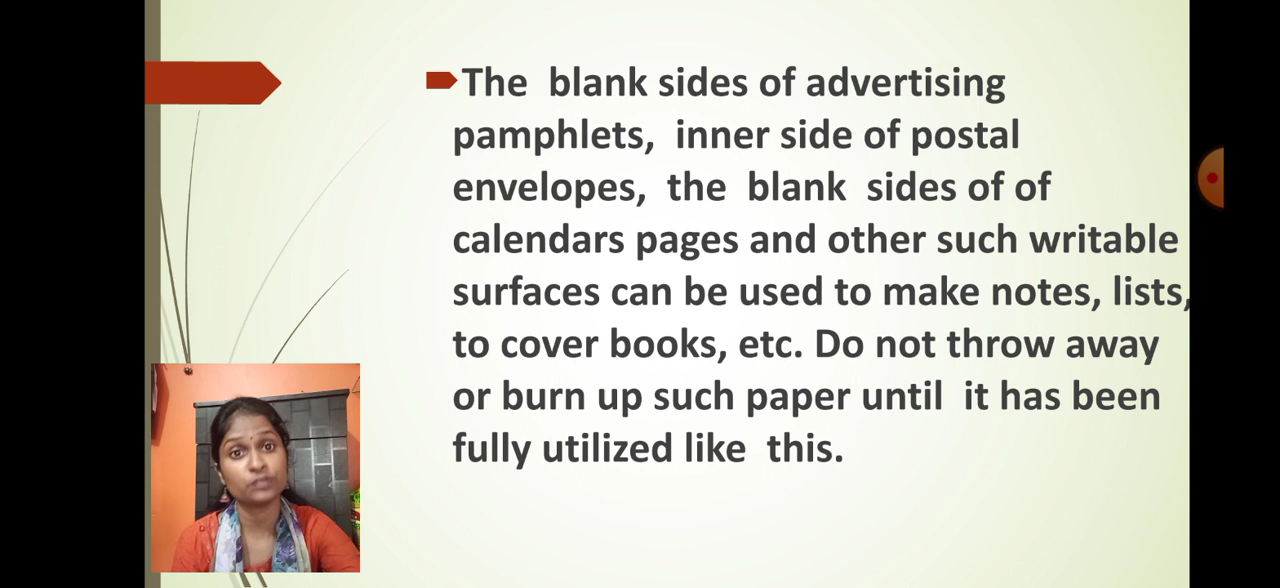 The blank sides of advertising
pamphlets, inner side of postal
envelopes, the blank sides of of
calendars pages and other such writable
surfaces can be used to make notes, lists,
to cover books, etc. Do not throw away
or burn up such paper until it has been
fully utilized like this.